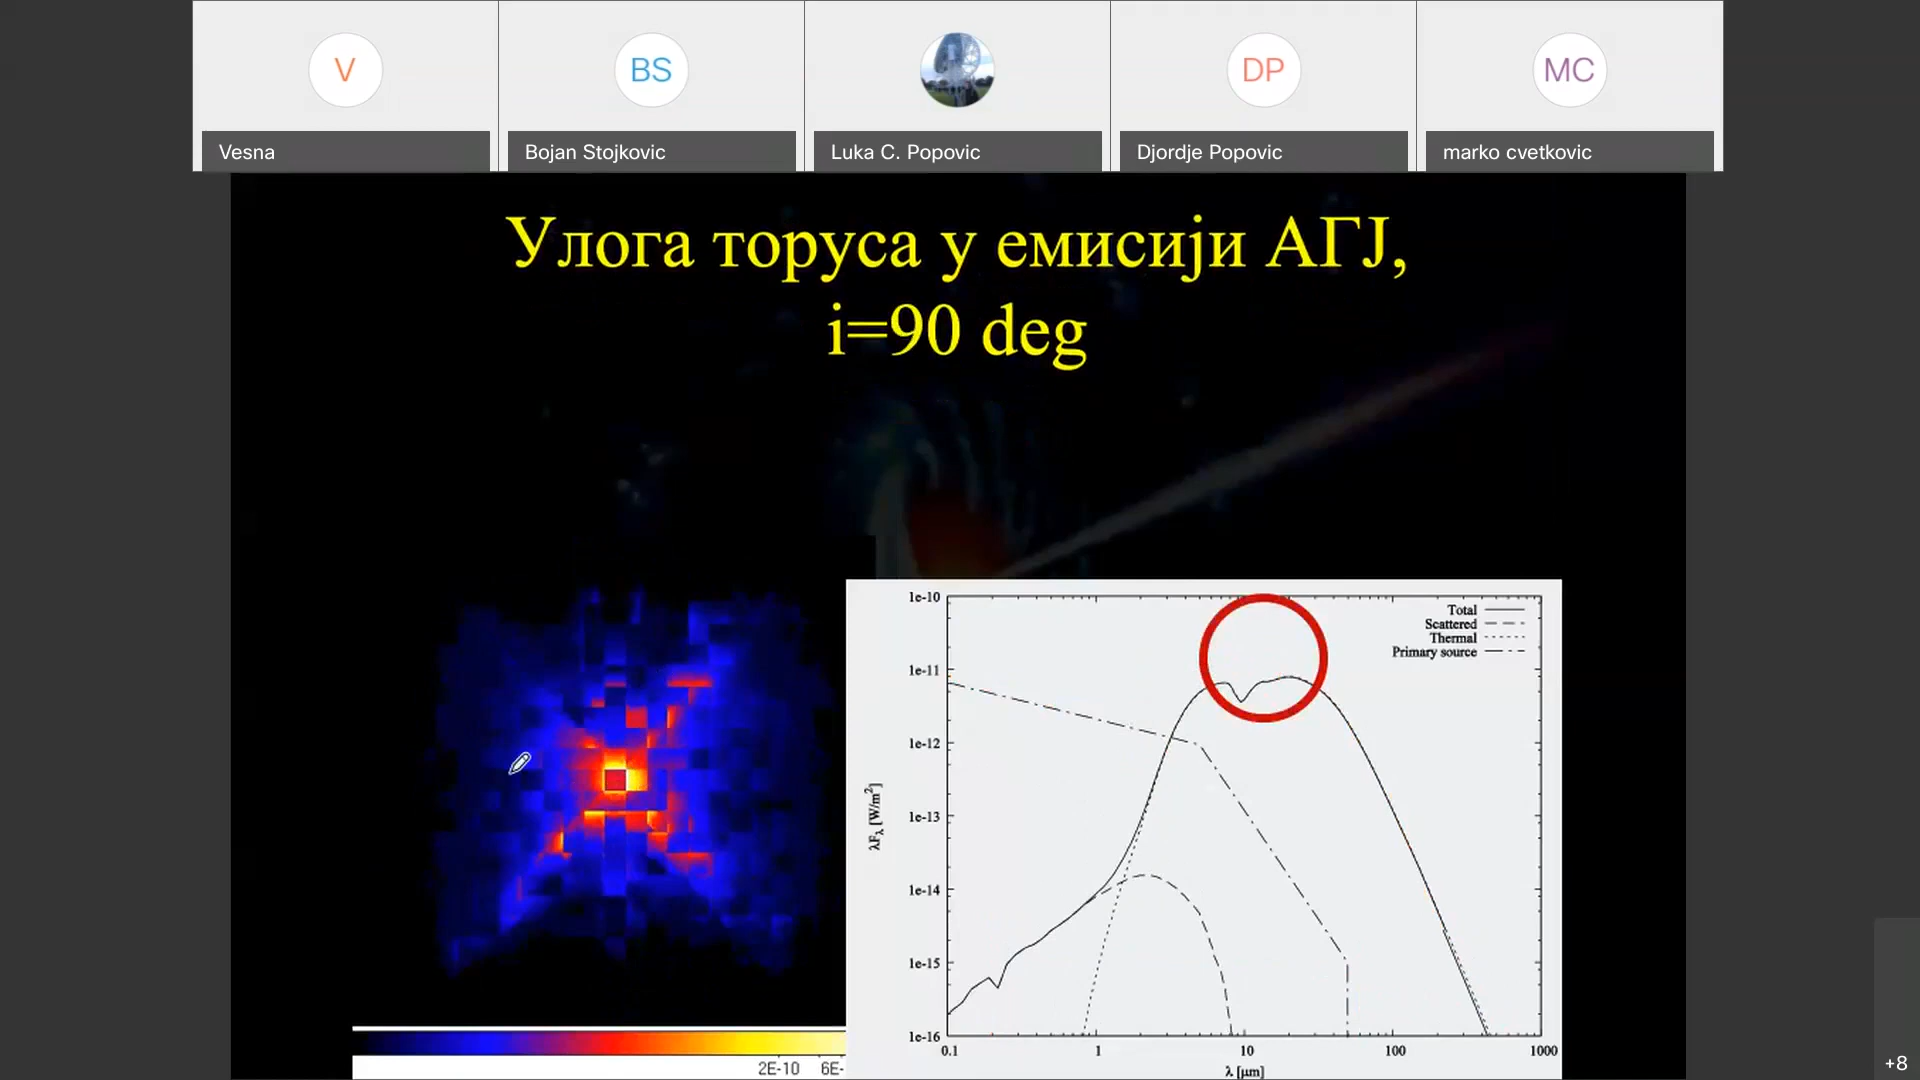 V
BS
DP
MC
Vesna
Bojan Stojkovic
Luka C. Popovic
Djordje Popovic
marko cvetkovic
Улога торуса у емисији АГЈ,
i=90 deg
1e-10
1e-11
1e-12
1e-13
1e-14
1e-15
1e-16
Total
Scattered
Thermal
Primary source
λFλ [W/m²]
0.1
1
10
100
1000
λ [μm]
2E-10
6E-
+8